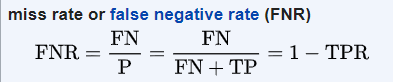 miss rate or false negative rate (FNR)
FNR = FN/P = FN/(FN + TP) = 1 − TPR